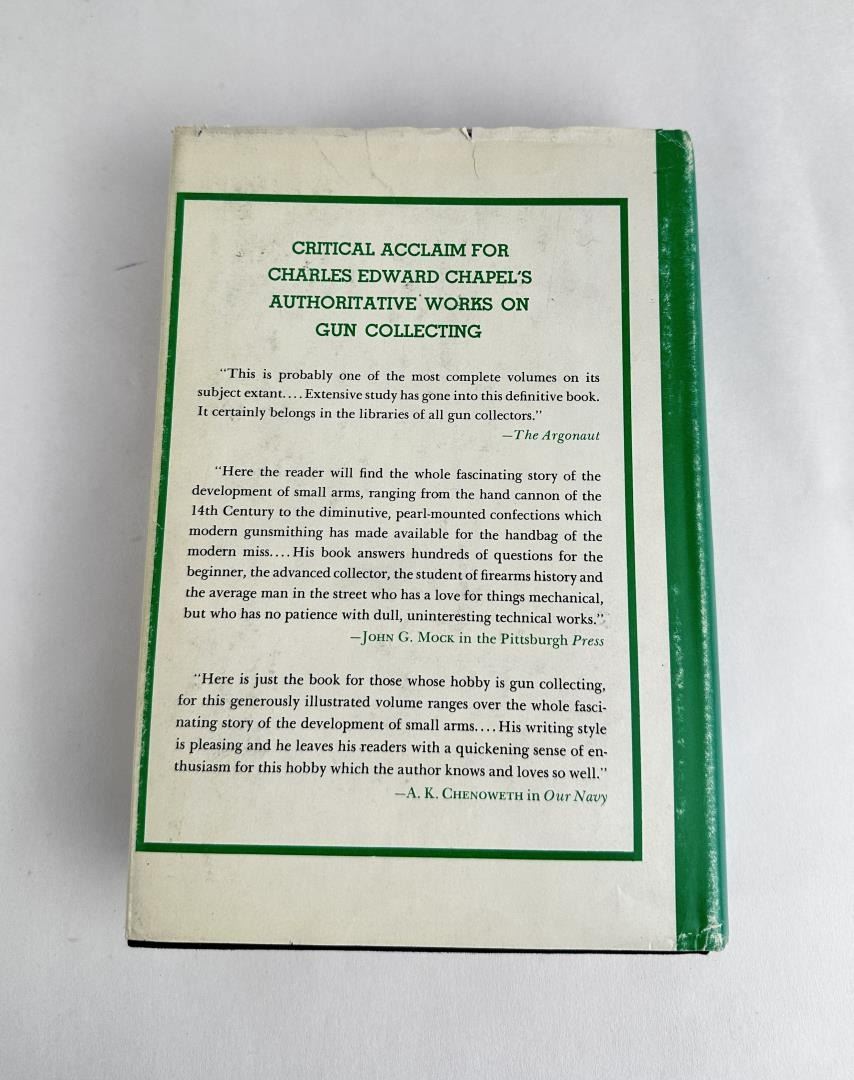 CRITICAL ACCLAIM FOR
CHARLES EDWARD CHAPEL'S
AUTHORITATIVE WORKS ON
GUN COLLECTING
"This is probably one of the most complete volumes on its
subject extant.... Extensive study has gone into this definitive book.
It certainly belongs in the libraries of all gun collectors."
—The Argonaut
"Here the reader will find the whole fascinating story of the
development of small arms, ranging from the hand cannon of the
14th Century to the diminutive, pearl-mounted confections which
modern gunsmithing has made available for the handbag of the
modern miss.... His book answers hundreds of questions for the
beginner, the advanced collector, the student of firearms history and
the average man in the street who has a love for things mechanical,
but who has no patience with dull, uninteresting technical works."
—JOHN G. MOCK in the Pittsburgh Press
"Here is just the book for those whose hobby is gun collecting,
for this generously illustrated volume ranges over the whole fasci-
nating story of the development of small arms.... His writing style
is pleasing and he leaves his readers with a quickening sense of en-
thusiasm for this hobby which the author knows and loves so well."
—A. K. CHENOWETH in Our Navy